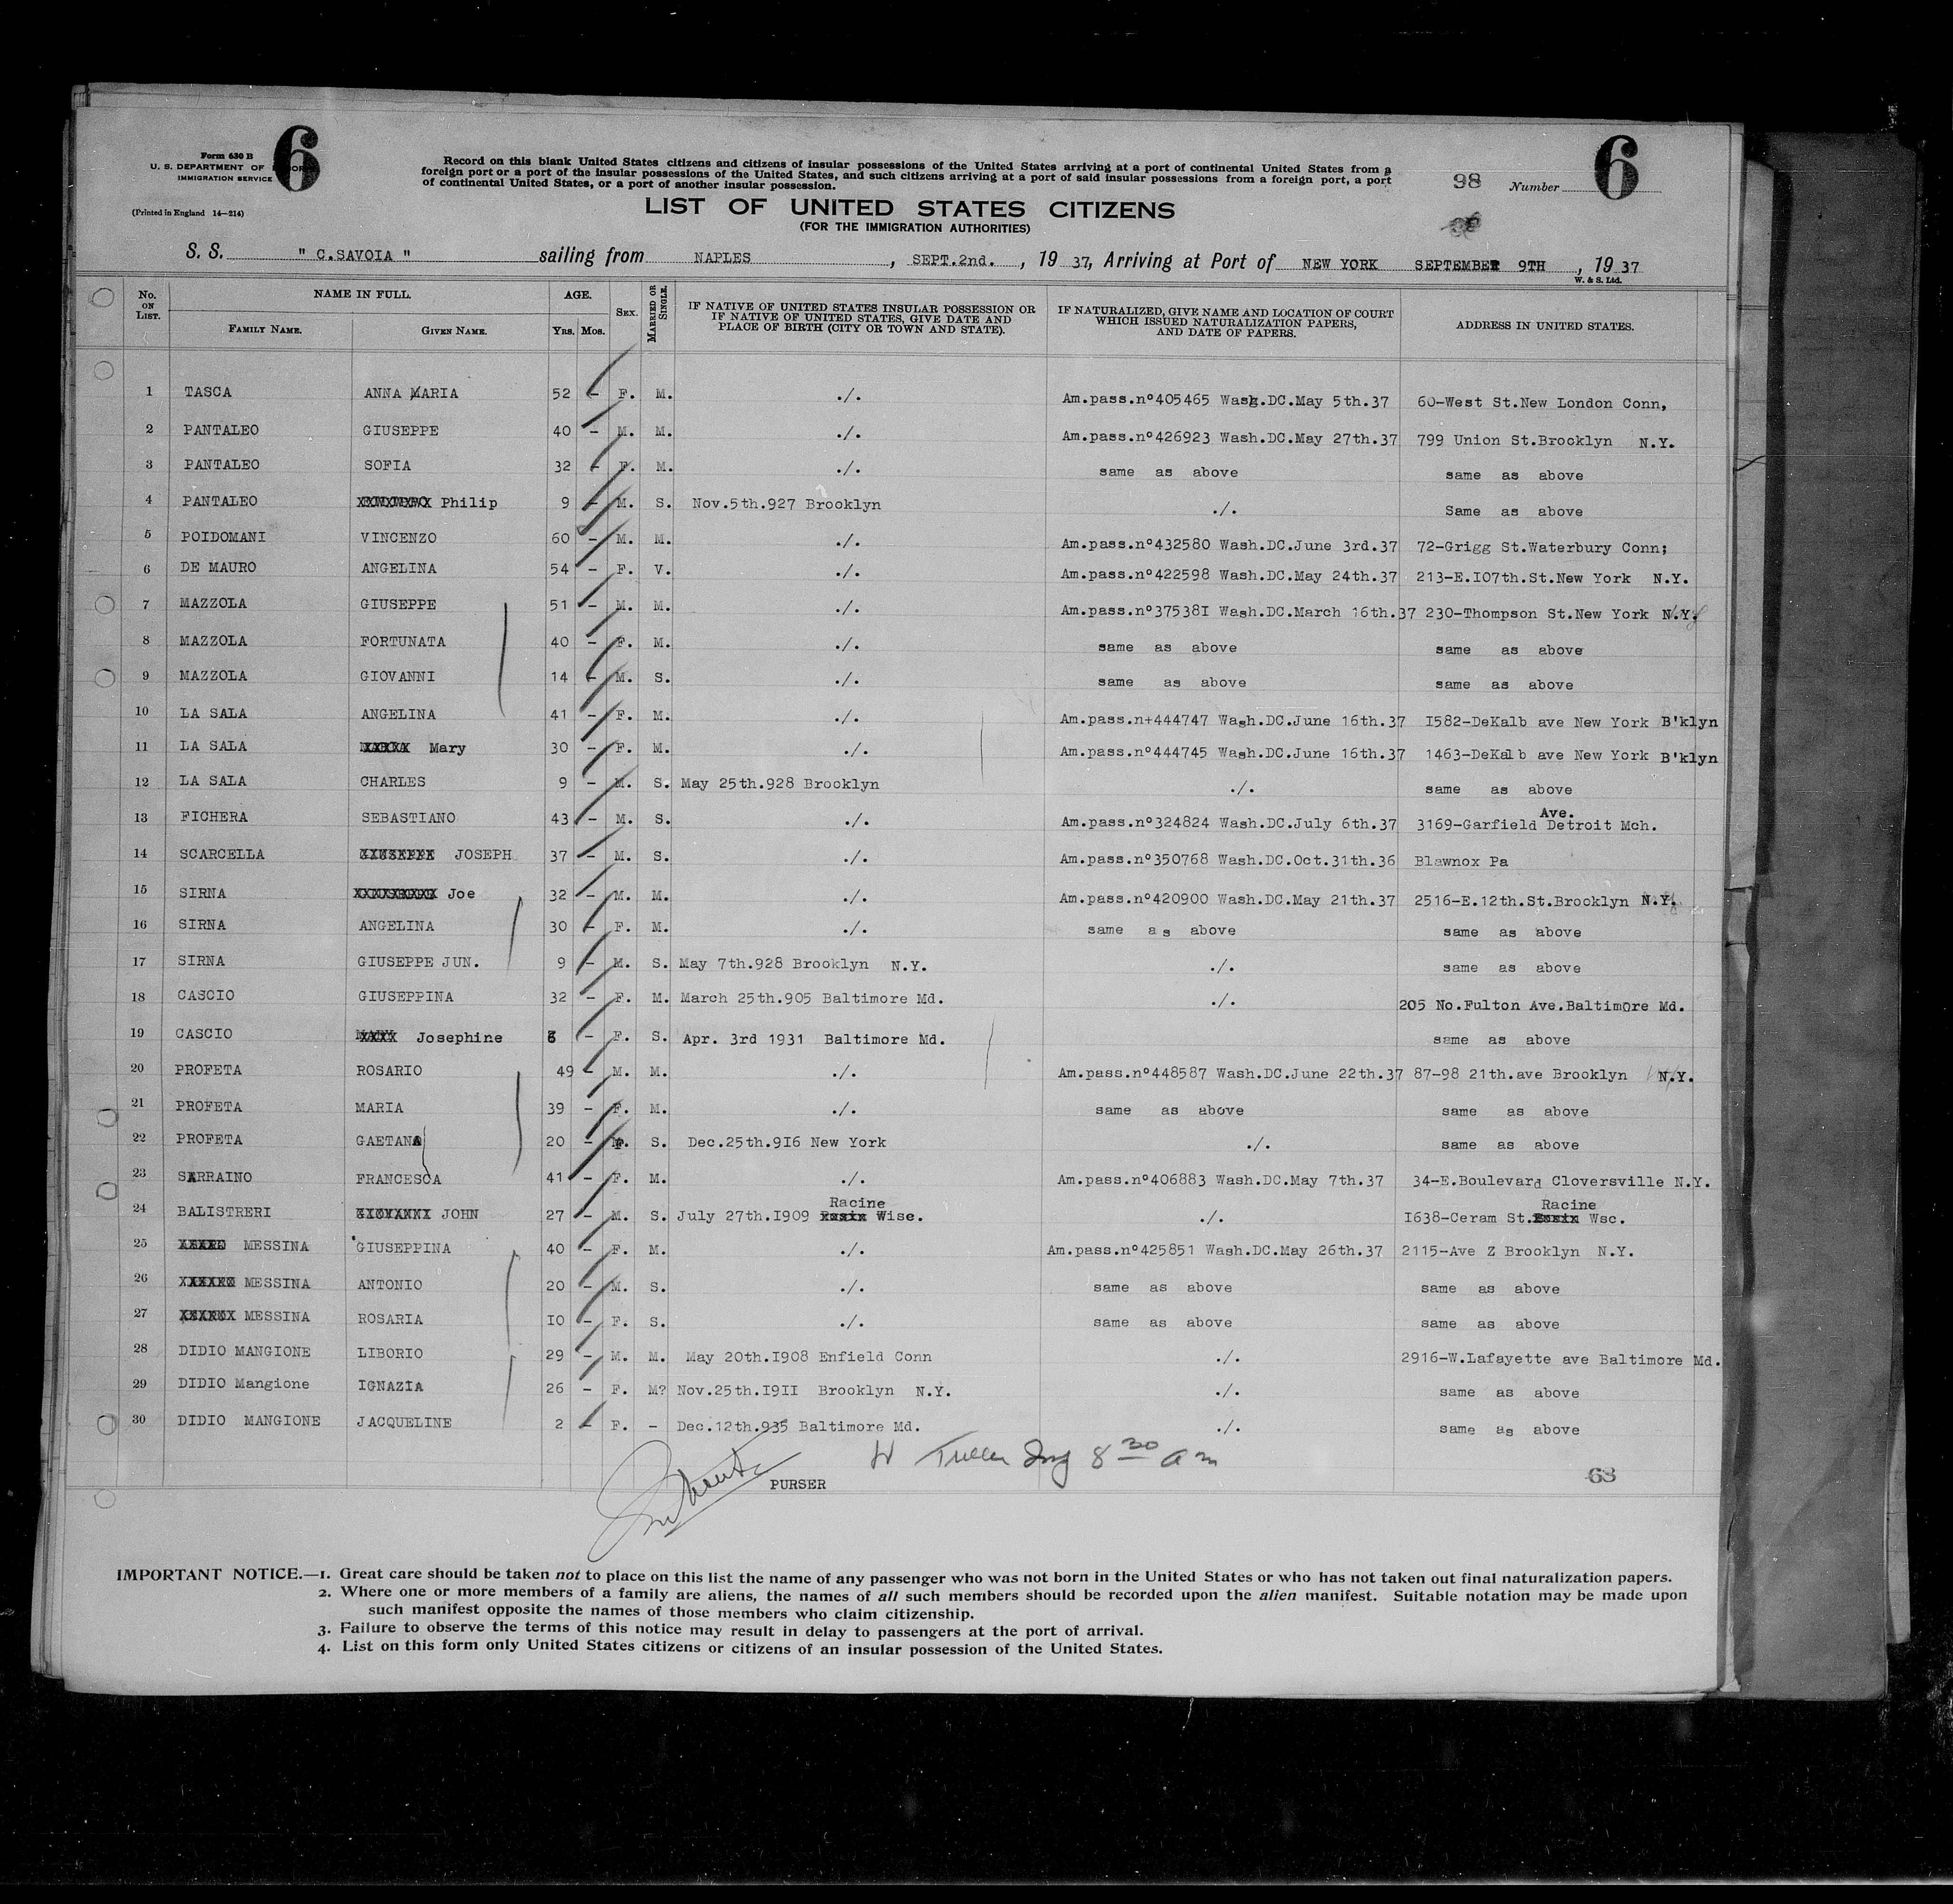 Form 630 B
U. S. DEPARTMENT OF
IMMIGRATION SERVICE
6
(Printed in England 14—214)
Record on this blank United States citizens and citizens of insular possessions of the United States arriving at a port of continental United States from a
foreign port or a port of the insular possessions of the United States, and such citizens arriving at a port of said insular possessions from a foreign port, a port
of continental United States, or a port of another insular possession.
98 Number 6
LIST OF UNITED STATES CITIZENS
(FOR THE IMMIGRATION AUTHORITIES)
S. S. " C.SAVOIA " sailing from NAPLES , SEPT.2nd. , 19 37, Arriving at Port of NEW YORK SEPTEMBER 9TH , 19 37
W. & S. Ltd.
No. ON LIST. NAME IN FULL. FAMILY NAME. GIVEN NAME. AGE. Yrs. Mos. SEX. MARRIED OR SINGLE. IF NATIVE OF UNITED STATES INSULAR POSSESSION OR IF NATIVE OF UNITED STATES, GIVE DATE AND PLACE OF BIRTH (CITY OR TOWN AND STATE). IF NATURALIZED, GIVE NAME AND LOCATION OF COURT WHICH ISSUED NATURALIZATION PAPERS, AND DATE OF PAPERS. ADDRESS IN UNITED STATES.
1 TASCA ANNA MARIA 52 – F. M. ./. Am.pass.nº405465 Wash.DC.May 5th.37 60-West St.New London Conn,
2 PANTALEO GIUSEPPE 40 – M. M. ./. Am.pass.nº426923 Wash.DC.May 27th.37 799 Union St.Brooklyn N.Y.
3 PANTALEO SOFIA 32 – F. M. ./. same as above same as above
4 PANTALEO Philip 9 – M. S. Nov.5th.927 Brooklyn ./. Same as above
5 POIDOMANI VINCENZO 60 – M. M. ./. Am.pass.nº432580 Wash.DC.June 3rd.37 72-Grigg St.Waterbury Conn;
6 DE MAURO ANGELINA 54 – F. V. ./. Am.pass.nº422598 Wash.DC.May 24th.37 213-E.I07th.St.New York N.Y.
7 MAZZOLA GIUSEPPE 51 – M. M. ./. Am.pass.nº37538I Wash.DC.March 16th.37 230-Thompson St.New York N.Y.
8 MAZZOLA FORTUNATA 40 – F. M. ./. same as above same as above
9 MAZZOLA GIOVANNI 14 – M. S. ./. same as above same as above
10 LA SALA ANGELINA 41 – F. M. ./. Am.pass.n+444747 Wash.DC.June 16th.37 I582-DeKalb ave New York B'klyn
11 LA SALA Mary 30 – F. M. ./. Am.pass.nº444745 Wash.DC.June 16th.37 1463-DeKalb ave New York B'klyn
12 LA SALA CHARLES 9 – M. S. May 25th.928 Brooklyn ./. same as above
13 FICHERA SEBASTIANO 43 – M. S. ./. Am.pass.nº324824 Wash.DC.July 6th.37 3169-Garfield Ave. Detroit Mch.
14 SCARCELLA GIUSEPPE JOSEPH 37 – M. S. ./. Am.pass.nº350768 Wash.DC.Oct.31th.36 Blawnox Pa
15 SIRNA Joe 32 – M. M. ./. Am.pass.nº420900 Wash.DC.May 21th.37 2516-E.12th.St.Brooklyn N.Y.
16 SIRNA ANGELINA 30 – F. M. ./. same as above same as above
17 SIRNA GIUSEPPE JUN. 9 – M. S. May 7th.928 Brooklyn N.Y. ./. same as above
18 CASCIO GIUSEPPINA 32 – F. M. March 25th.905 Baltimore Md. ./. 205 No.Fulton Ave.Baltimore Md.
19 CASCIO Josephine 6 – F. S. Apr. 3rd 1931 Baltimore Md. same as above
20 PROFETA ROSARIO 49 – M. M. ./. Am.pass.nº448587 Wash.DC.June 22th.37 87-98 21th.ave Brooklyn N.Y.
21 PROFETA MARIA 39 – F. M. ./. same as above same as above
22 PROFETA GAETANA 20 – F. S. Dec.25th.9I6 New York ./. same as above
23 SARRAINO FRANCESCA 41 – F. M. ./. Am.pass.nº406883 Wash.DC.May 7th.37 34-E.Boulevard Cloversville N.Y.
24 BALISTRERI GIOVANNI JOHN 27 – M. S. July 27th.I909 Racine Wisc. ./. I638-Ceram St. Racine Wsc.
25 MESSINA GIUSEPPINA 40 – F. M. ./. Am.pass.nº425851 Wash.DC.May 26th.37 2115-Ave Z Brooklyn N.Y.
26 MESSINA ANTONIO 20 – M. S. ./. same as above same as above
27 MESSINA ROSARIA IO – F. S. ./. same as above same as above
28 DIDIO MANGIONE LIBORIO 29 – M. M. May 20th.I908 Enfield Conn ./. 2916-W.Lafayette ave Baltimore Md.
29 DIDIO Mangione IGNAZIA 26 – F. M? Nov.25th.I9II Brooklyn N.Y. ./. same as above
30 DIDIO MANGIONE JACQUELINE 2 – F. – Dec.12th.935 Baltimore Md. ./. same as above
8 30 am
PURSER
63
IMPORTANT NOTICE.—1. Great care should be taken not to place on this list the name of any passenger who was not born in the United States or who has not taken out final naturalization papers.
2. Where one or more members of a family are aliens, the names of all such members should be recorded upon the alien manifest. Suitable notation may be made upon
such manifest opposite the names of those members who claim citizenship.
3. Failure to observe the terms of this notice may result in delay to passengers at the port of arrival.
4. List on this form only United States citizens or citizens of an insular possession of the United States.